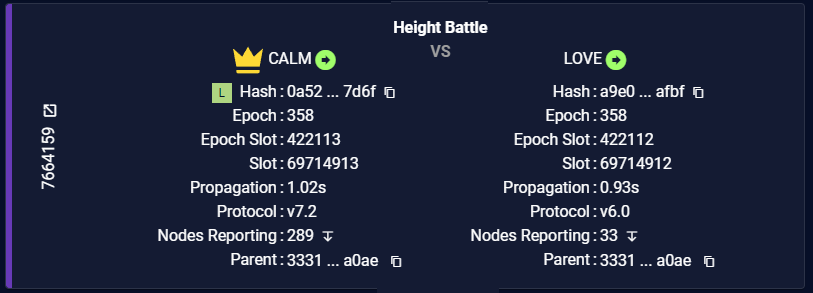 Height Battle
VS
7664159
CALM
L Hash : 0a52 ... 7d6f
Epoch : 358
Epoch Slot : 422113
Slot : 69714913
Propagation : 1.02s
Protocol : v7.2
Nodes Reporting : 289
Parent : 3331 ... a0ae
LOVE
Hash : a9e0 ... afbf
Epoch : 358
Epoch Slot : 422112
Slot : 69714912
Propagation : 0.93s
Protocol : v6.0
Nodes Reporting : 33
Parent : 3331 ... a0ae